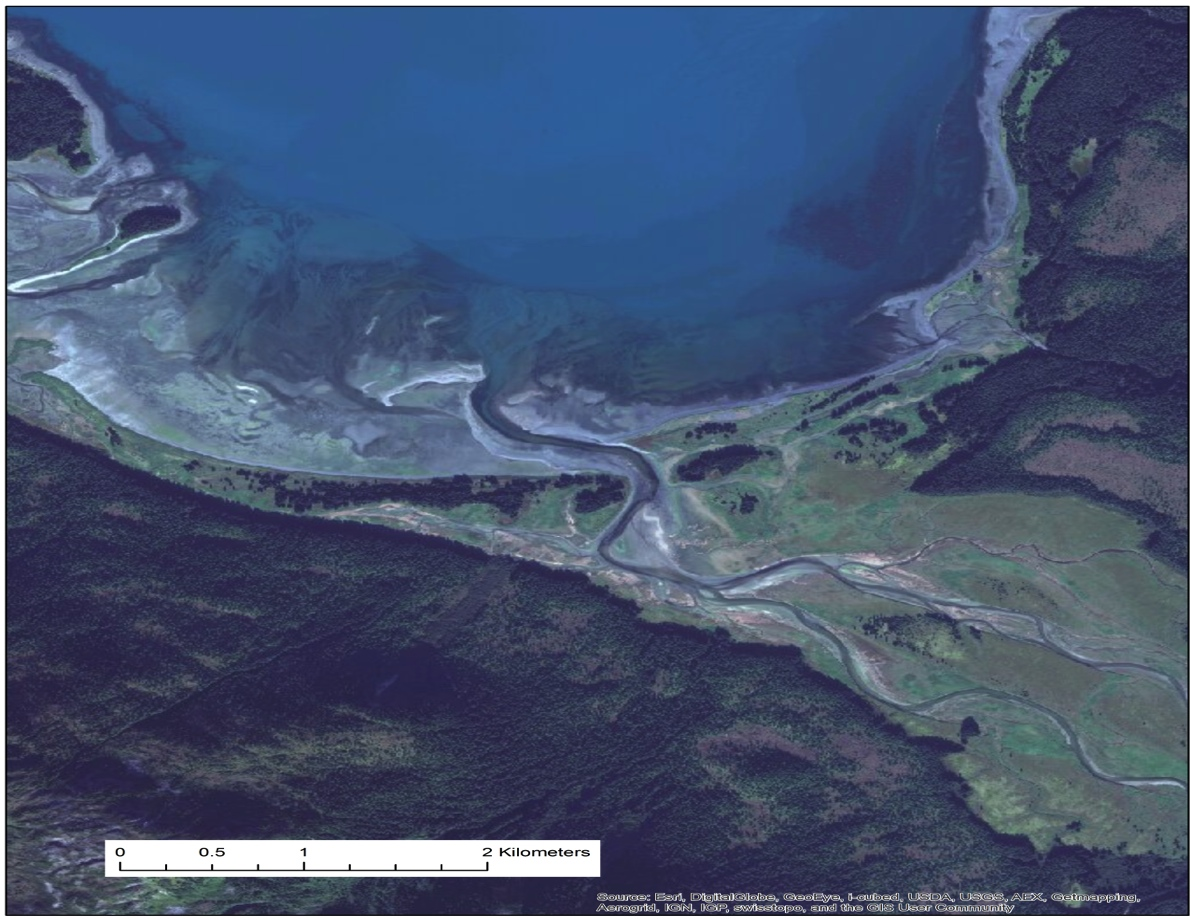 0 0.5 1 2 Kilometers
Source: Esri, DigitalGlobe, GeoEye, i-cubed, USDA, USGS, AEX, Getmapping,
Aerogrid, IGN, IGP, swisstopo, and the GIS User Community